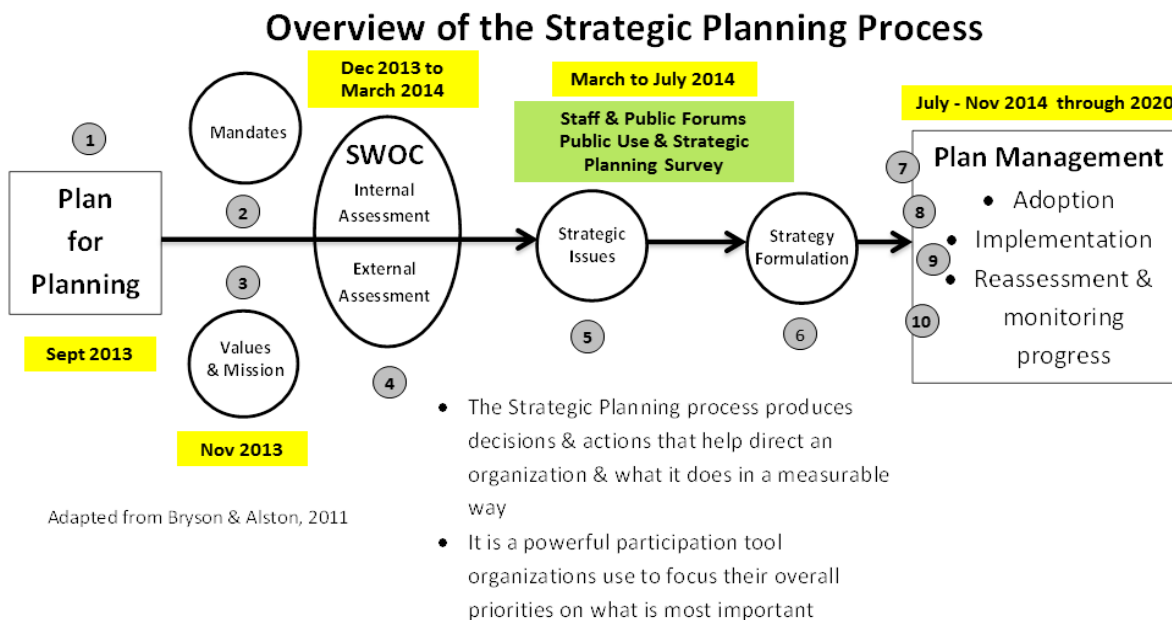 Overview of the Strategic Planning Process
1
Plan
for
Planning
Sept 2013
Mandates
2
3
Values
& Mission
Nov 2013
Dec 2013 to
March 2014
SWOC
Internal
Assessment
External
Assessment
4
March to July 2014
Staff & Public Forums
Public Use & Strategic
Planning Survey
Strategic
Issues
5
Strategy
Formulation
6
July - Nov 2014 through 2020
Plan Management
7
8
9
10
• Adoption
• Implementation
• Reassessment &
monitoring
progress
• The Strategic Planning process produces
decisions & actions that help direct an
organization & what it does in a measurable
way
• It is a powerful participation tool
organizations use to focus their overall
priorities on what is most important
Adapted from Bryson & Alston, 2011